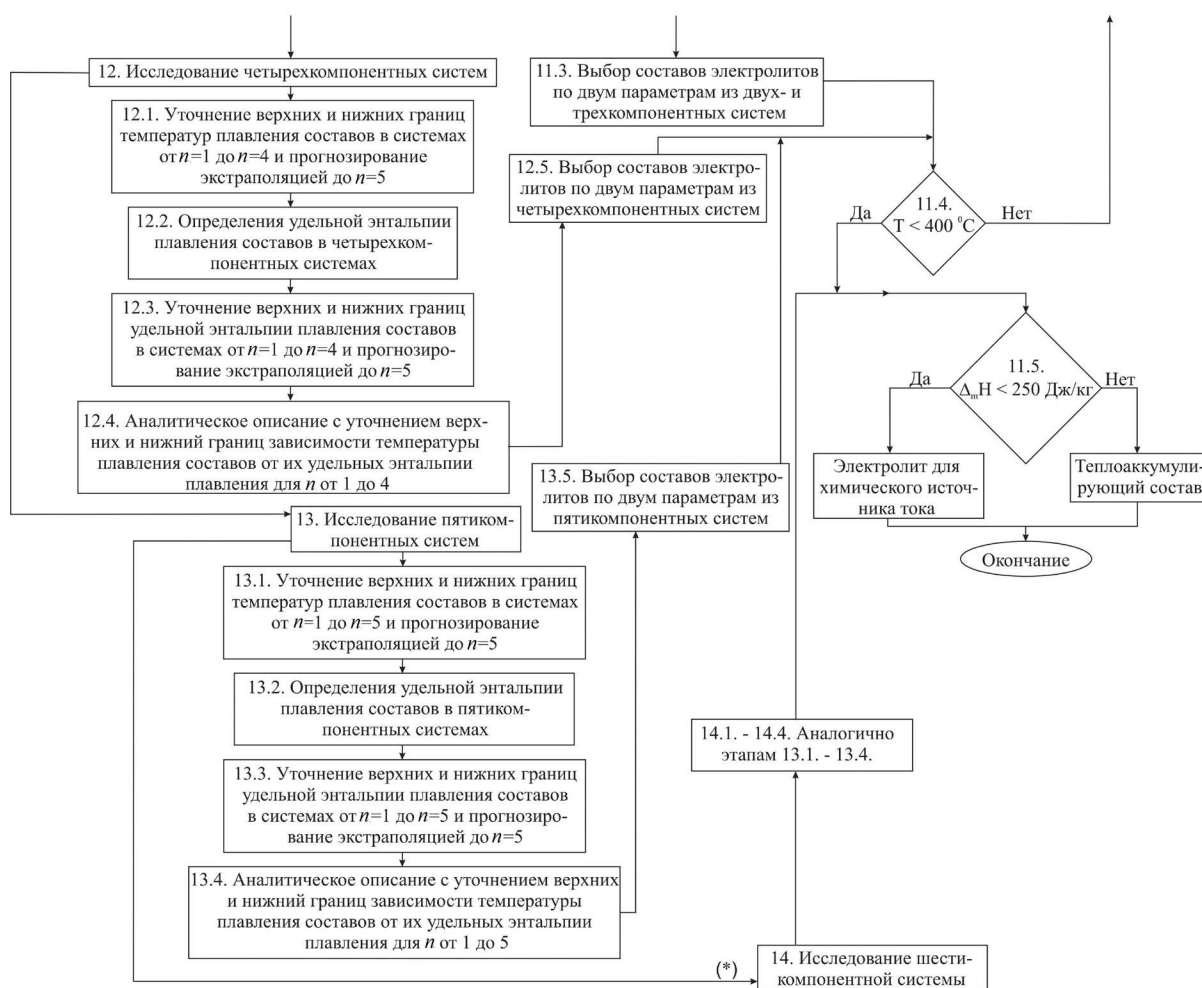 12. Исследование четырехкомпонентных систем
12.1. Уточнение верхних и нижних границ
температур плавления составов в системах
от n=1 до n=4 и прогнозирование
экстраполяцией до n=5
12.2. Определения удельной энтальпии
плавления составов в четырехком-
понентных системах
12.3. Уточнение верхних и нижних границ
удельной энтальпии плавления составов
в системах от n=1 до n=4 и прогнозиро-
вание экстраполяцией до n=5
12.4. Аналитическое описание с уточнением верх-
них и нижний границ зависимости температуры
плавления составов от их удельных энтальпии
плавления для n от 1 до 4
11.3. Выбор составов электролитов
по двум параметрам из двух- и
трехкомпонентных систем
12.5. Выбор составов электро-
литов по двум параметрам из
четырехкомпонентных систем
11.4.
T < 400 ⁰C
Да
Нет
11.5.
ΔₘH < 250 Дж/кг
Да
Нет
Электролит для
химического источ-
ника тока
Теплоаккумули-
рующий состав
Окончание
13. Исследование пятиком-
понентных систем
13.1. Уточнение верхних и нижних границ
температур плавления составов в системах
от n=1 до n=5 и прогнозирование
экстраполяцией до n=5
13.2. Определения удельной энтальпии
плавления составов в пятиком-
понентных системах
13.3. Уточнение верхних и нижних границ
удельной энтальпии плавления составов
в системах от n=1 до n=5 и прогнозиро-
вание экстраполяцией до n=5
13.4. Аналитическое описание с уточнением верхних
и нижний границ зависимости температуры
плавления составов от их удельных энтальпии
плавления для n от 1 до 5
13.5. Выбор составов электро-
литов по двум параметрам из
пятикомпонентных систем
14.1. - 14.4. Аналогично
этапам 13.1. - 13.4.
(*)
14. Исследование шести-
компонентной системы